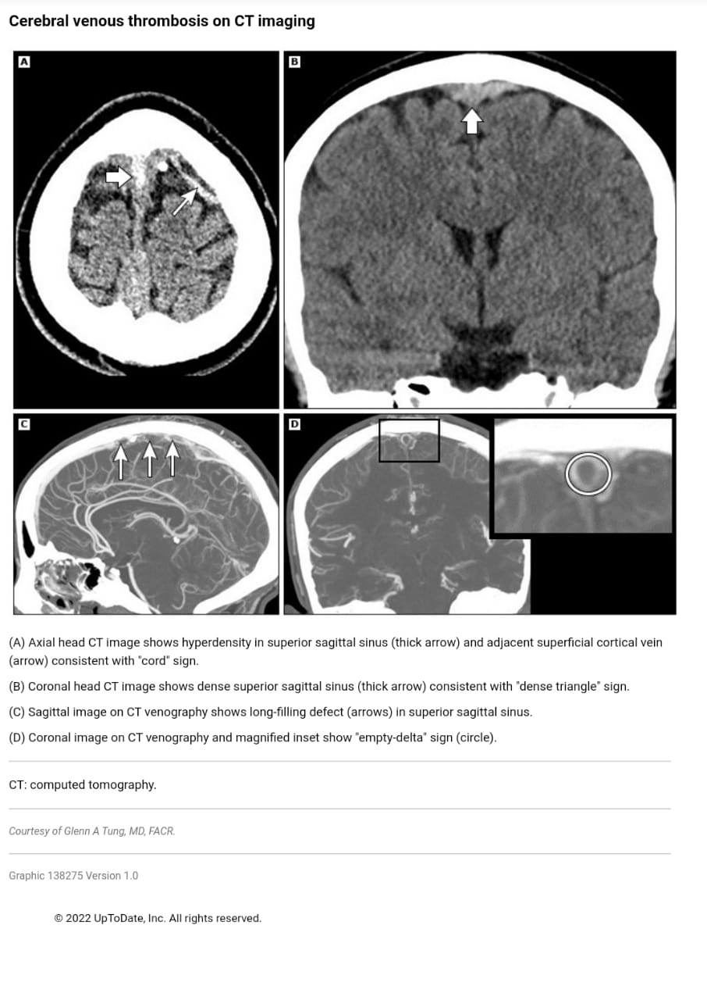 Cerebral venous thrombosis on CT imaging
A
B
C
D
(A) Axial head CT image shows hyperdensity in superior sagittal sinus (thick arrow) and adjacent superficial cortical vein
(arrow) consistent with "cord" sign.
(B) Coronal head CT image shows dense superior sagittal sinus (thick arrow) consistent with "dense triangle" sign.
(C) Sagittal image on CT venography shows long-filling defect (arrows) in superior sagittal sinus.
(D) Coronal image on CT venography and magnified inset show "empty-delta" sign (circle).
CT: computed tomography.
Courtesy of Glenn A Tung, MD, FACR.
Graphic 138275 Version 1.0
© 2022 UpToDate, Inc. All rights reserved.